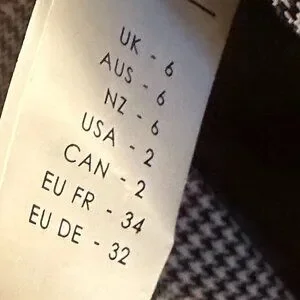 UK - 6
AUS - 6
NZ - 6
USA - 2
CAN - 2
EU FR - 34
EU DE - 32